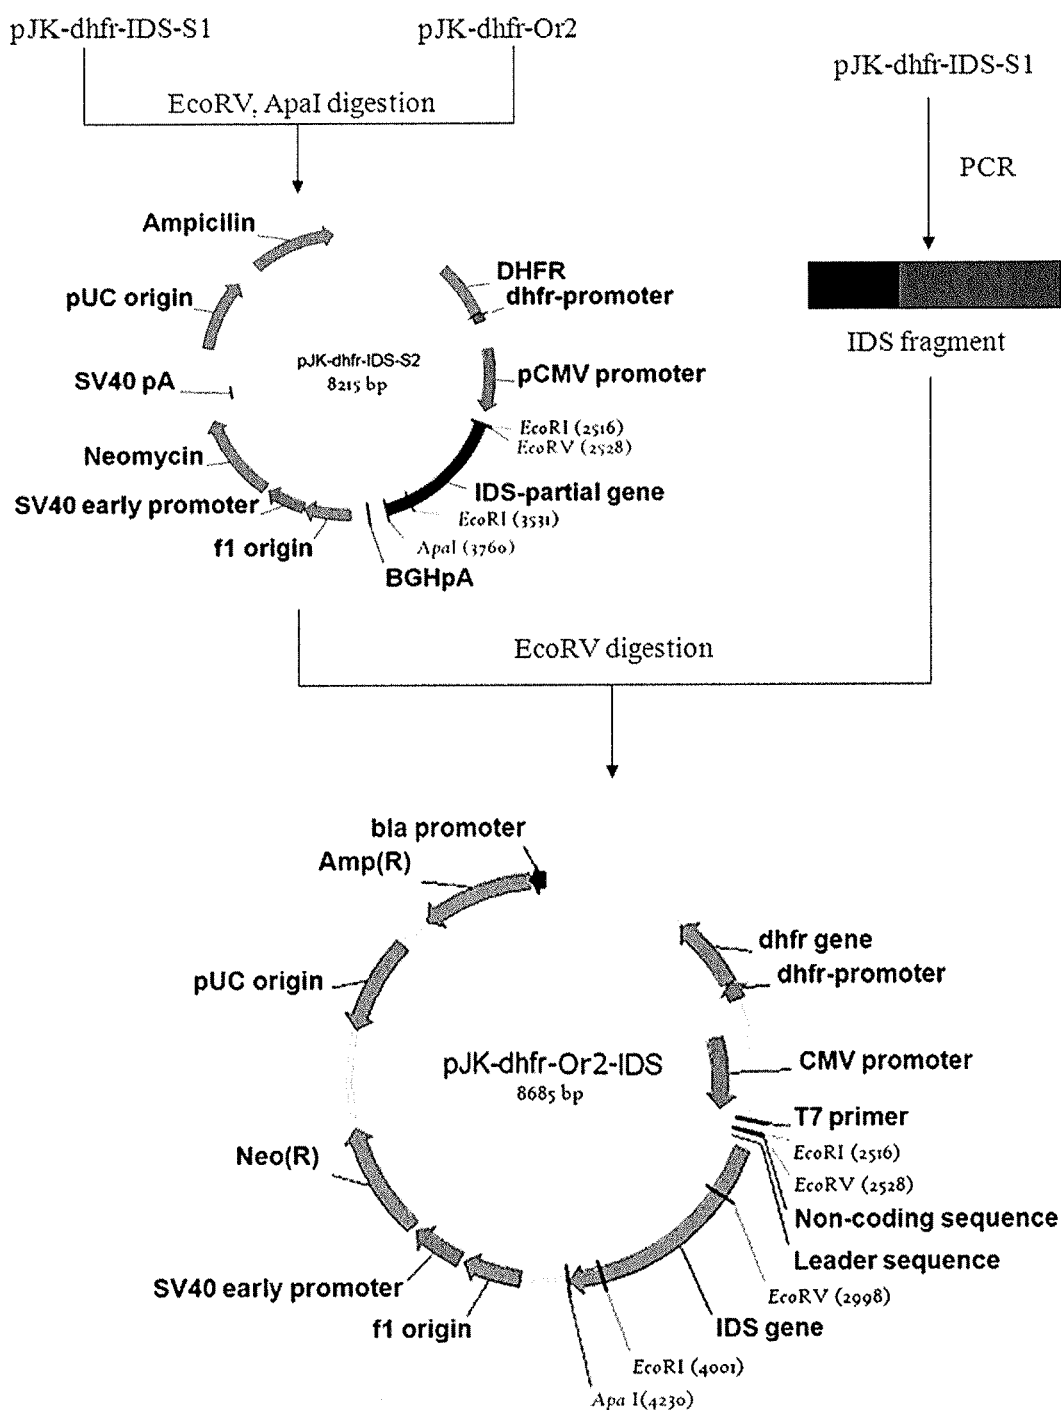 pJK-dhfr-IDS-S1
pJK-dhfr-Or2
pJK-dhfr-IDS-S1
EcoRV, ApaI digestion
PCR
Ampicilin
DHFR
dhfr-promoter
pUC origin
IDS fragment
pJK-dhfr-IDS-S2
8215 bp
SV40 pA
pCMV promoter
EcoRI (2516)
EcoRV (2528)
Neomycin
IDS-partial gene
SV40 early promoter
EcoRI (3531)
f1 origin
ApaI (3760)
BGHpA
EcoRV digestion
bla promoter
Amp(R)
dhfr gene
dhfr-promoter
pUC origin
pJK-dhfr-Or2-IDS
8685 bp
CMV promoter
T7 primer
EcoRI (2516)
Neo(R)
EcoRV (2528)
Non-coding sequence
Leader sequence
SV40 early promoter
EcoRV (2998)
f1 origin
IDS gene
EcoRI (4001)
Apa I(4230)